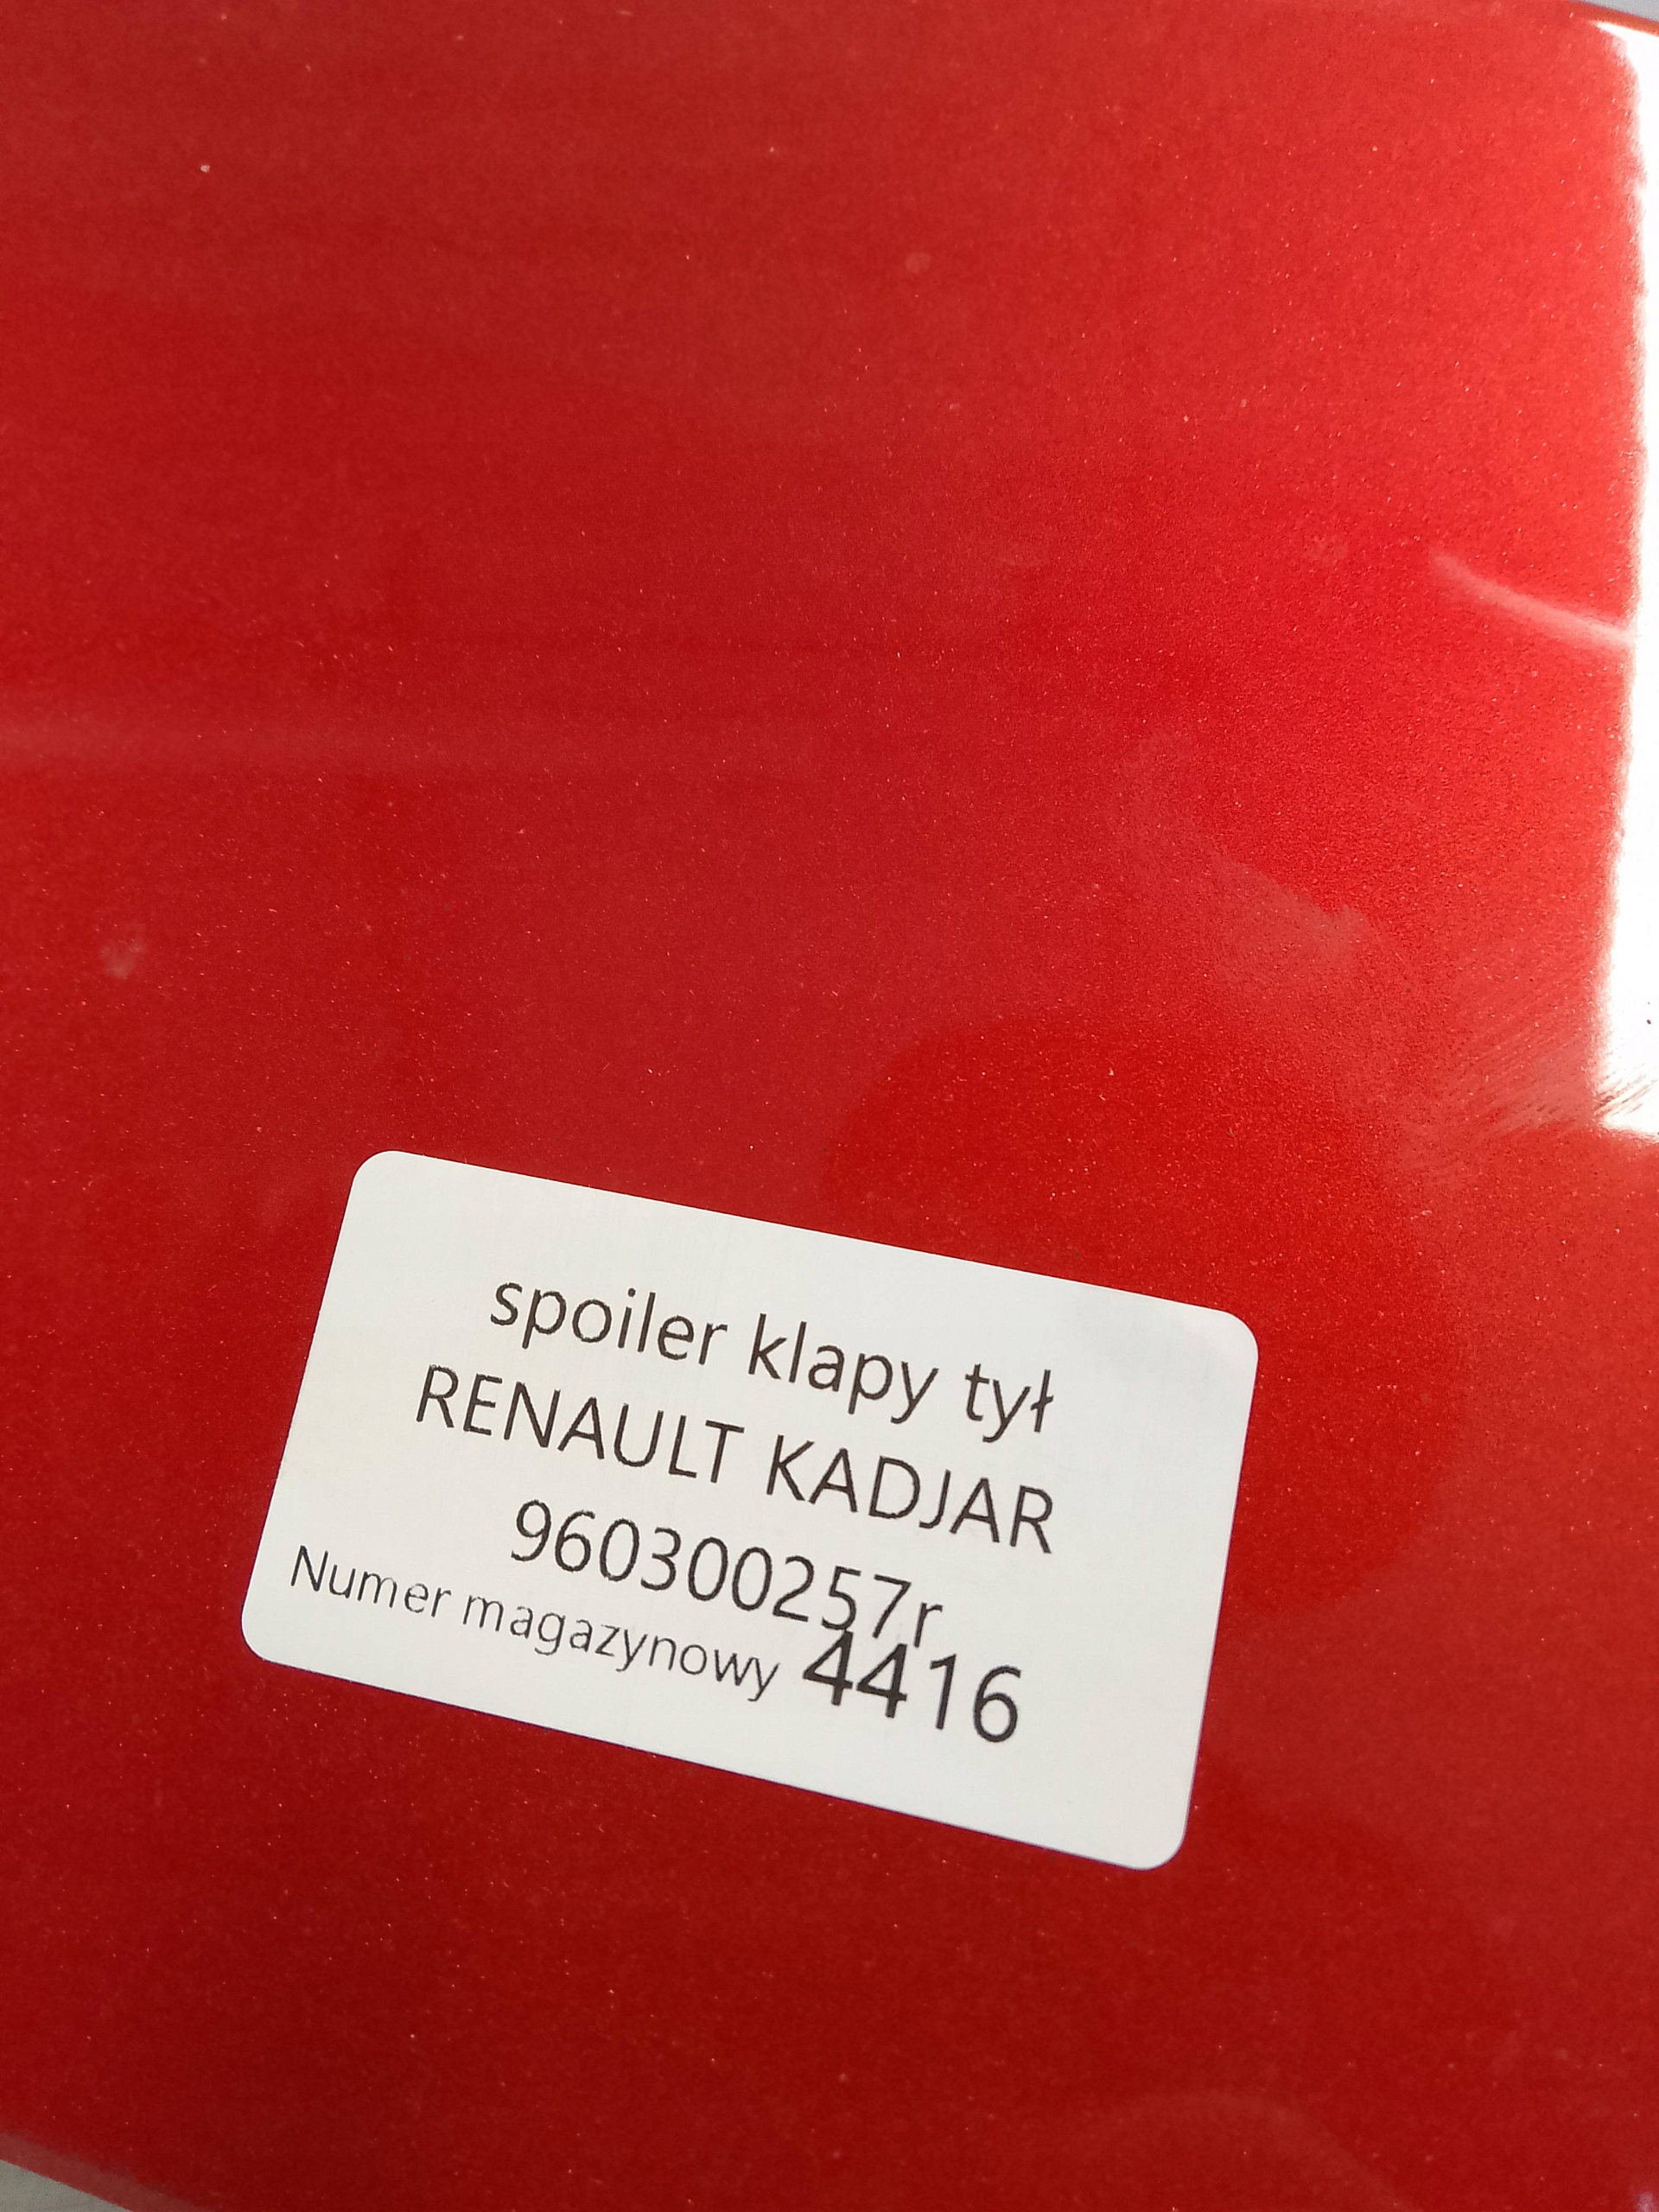 spoiler klapy tył
RENAULT KADJAR
960300257r
Numer magazynowy 4416